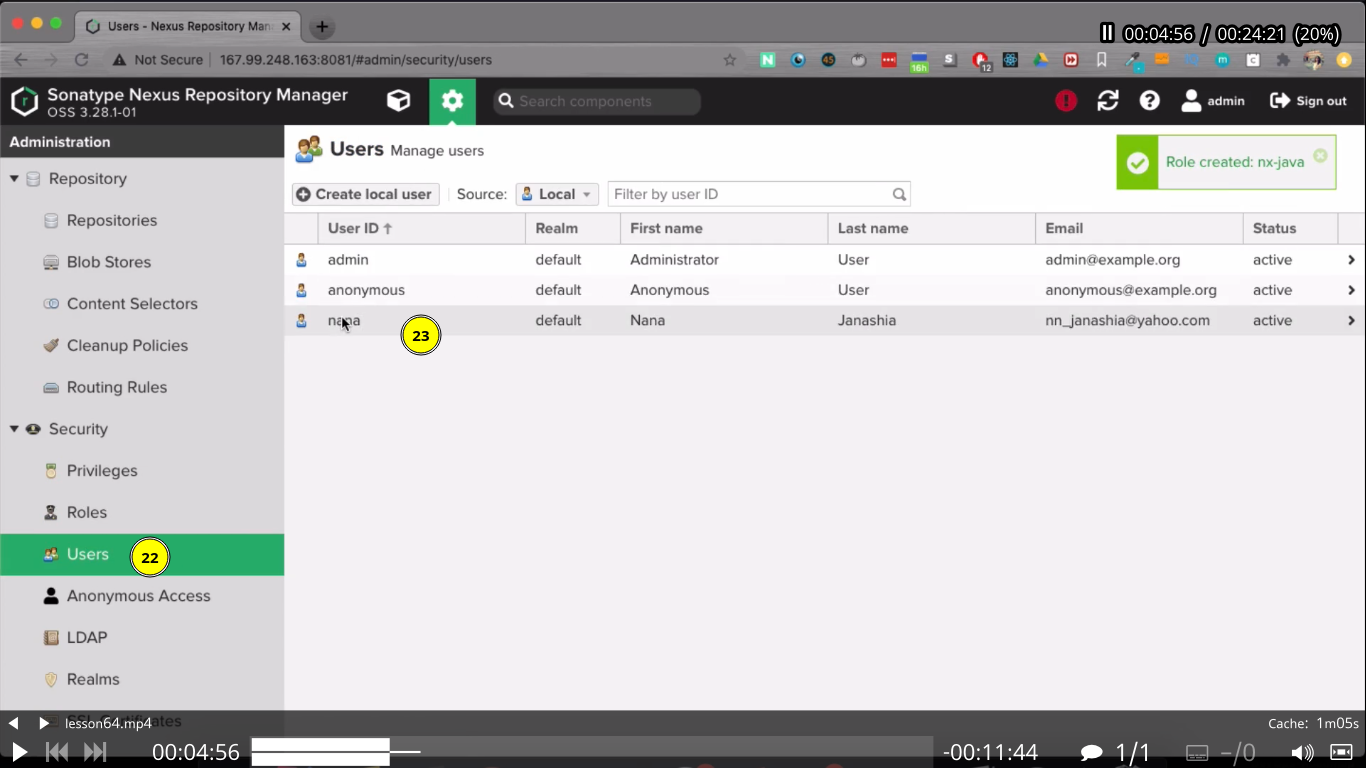 Users - Nexus Repository Man
00:04:56 / 00:24:21 (20%)
Not Secure 167.99.248.163:8081/#admin/security/users
45 16h S 12 m C
Sonatype Nexus Repository Manager
OSS 3.28.1-01
Search components
admin
Sign out
Administration
Repository
Repositories
Blob Stores
Content Selectors
Cleanup Policies
Routing Rules
Security
Privileges
Roles
Users
22
Anonymous Access
LDAP
Realms
Users Manage users
Role created: nx-java
Create local user Source: Local Filter by user ID
User ID Realm First name Last name Email Status
admin default Administrator User admin@example.org active
anonymous default Anonymous User anonymous@example.org active
nana default Nana Janashia nn_janashia@yahoo.com active
23
lesson64.mp4
Cache: 1m05s
00:04:56 -00:11:44 1/1 –/0